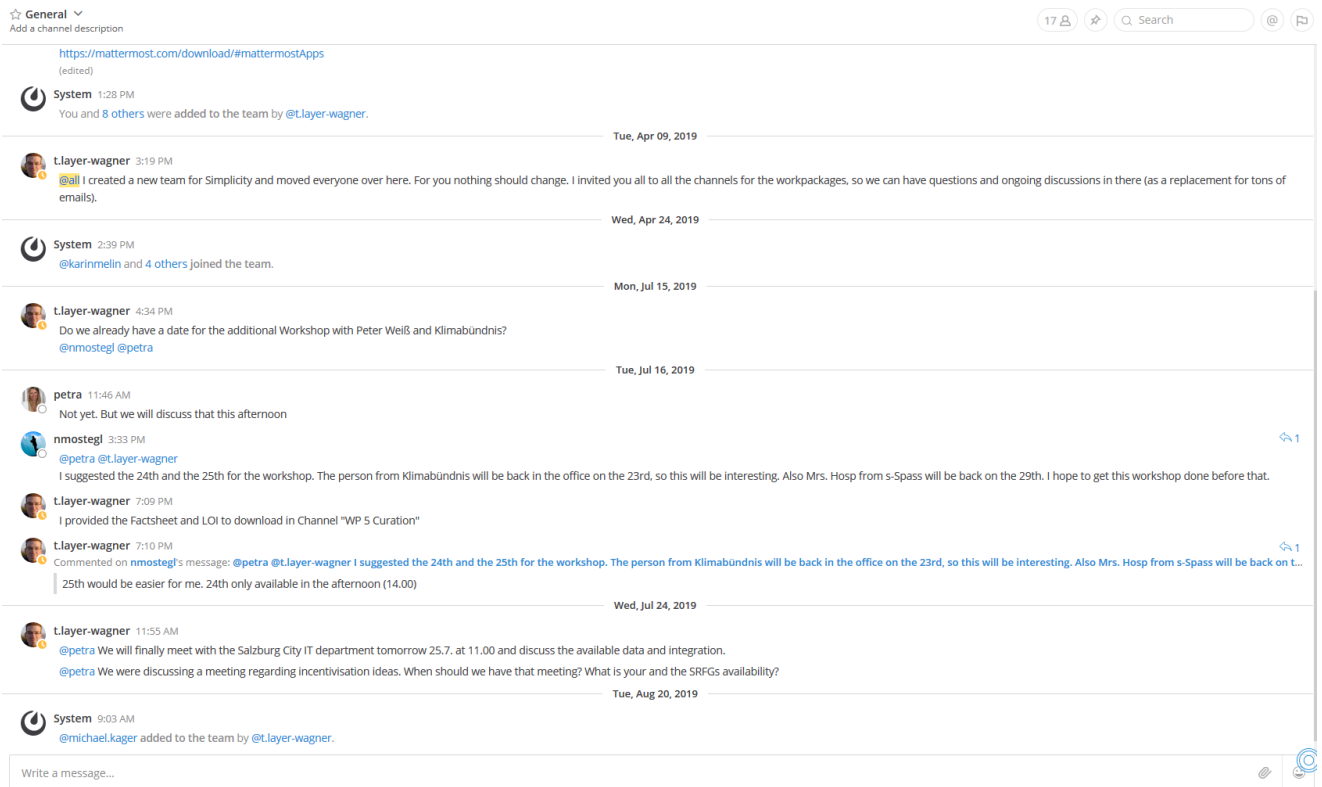 General
Add a channel description
17
Search
@
https://mattermost.com/download/#mattermostApps
(edited)
System 1:28 PM
You and 8 others were added to the team by @t.layer-wagner.
Tue, Apr 09, 2019
t.layer-wagner 3:19 PM
@all I created a new team for Simplicity and moved everyone over here. For you nothing should change. I invited you all to all the channels for the workpackages, so we can have questions and ongoing discussions in there (as a replacement for tons of
emails).
Wed, Apr 24, 2019
System 2:39 PM
@karinmelin and 4 others joined the team.
Mon, Jul 15, 2019
t.layer-wagner 4:34 PM
Do we already have a date for the additional Workshop with Peter Weiß and Klimabündnis?
@nmostegl @petra
Tue, Jul 16, 2019
petra 11:46 AM
Not yet. But we will discuss that this afternoon
nmostegl 3:33 PM
1
@petra @t.layer-wagner
I suggested the 24th and the 25th for the workshop. The person from Klimabündnis will be back in the office on the 23rd, so this will be interesting. Also Mrs. Hosp from s-Spass will be back on the 29th. I hope to get this workshop done before that.
t.layer-wagner 7:09 PM
I provided the Factsheet and LOI to download in Channel "WP 5 Curation"
t.layer-wagner 7:10 PM
1
Commented on nmostegl's message: @petra @t.layer-wagner I suggested the 24th and the 25th for the workshop. The person from Klimabündnis will be back in the office on the 23rd, so this will be interesting. Also Mrs. Hosp from s-Spass will be back on t...
25th would be easier for me. 24th only available in the afternoon (14.00)
Wed, Jul 24, 2019
t.layer-wagner 11:55 AM
@petra We will finally meet with the Salzburg City IT department tomorrow 25.7. at 11.00 and discuss the available data and integration.
@petra We were discussing a meeting regarding incentivisation ideas. When should we have that meeting? What is your and the SRFGs availability?
Tue, Aug 20, 2019
System 9:03 AM
@michael.kager added to the team by @t.layer-wagner.
Write a message...